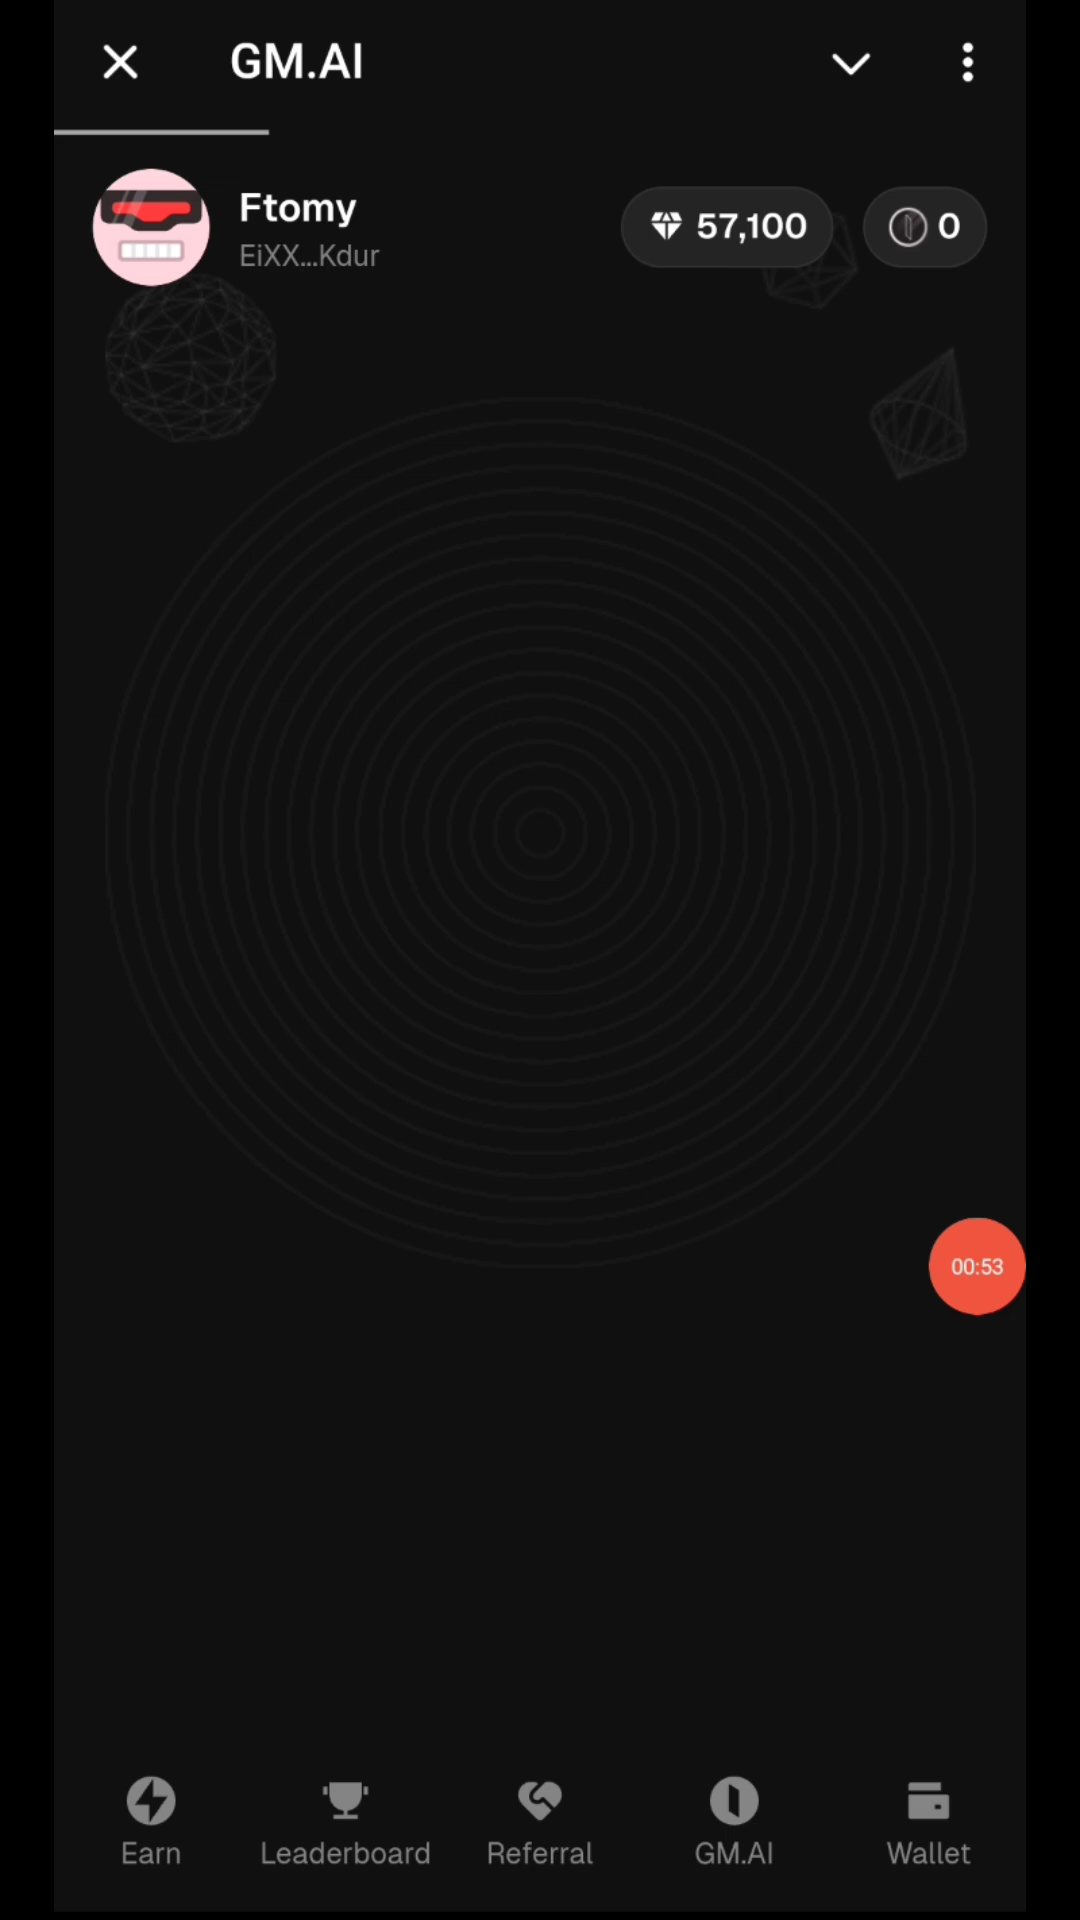 GM.AI
Ftomy
EiXX...Kdur
57,100
0
00:53
Earn
Leaderboard
Referral
GM.AI
Wallet